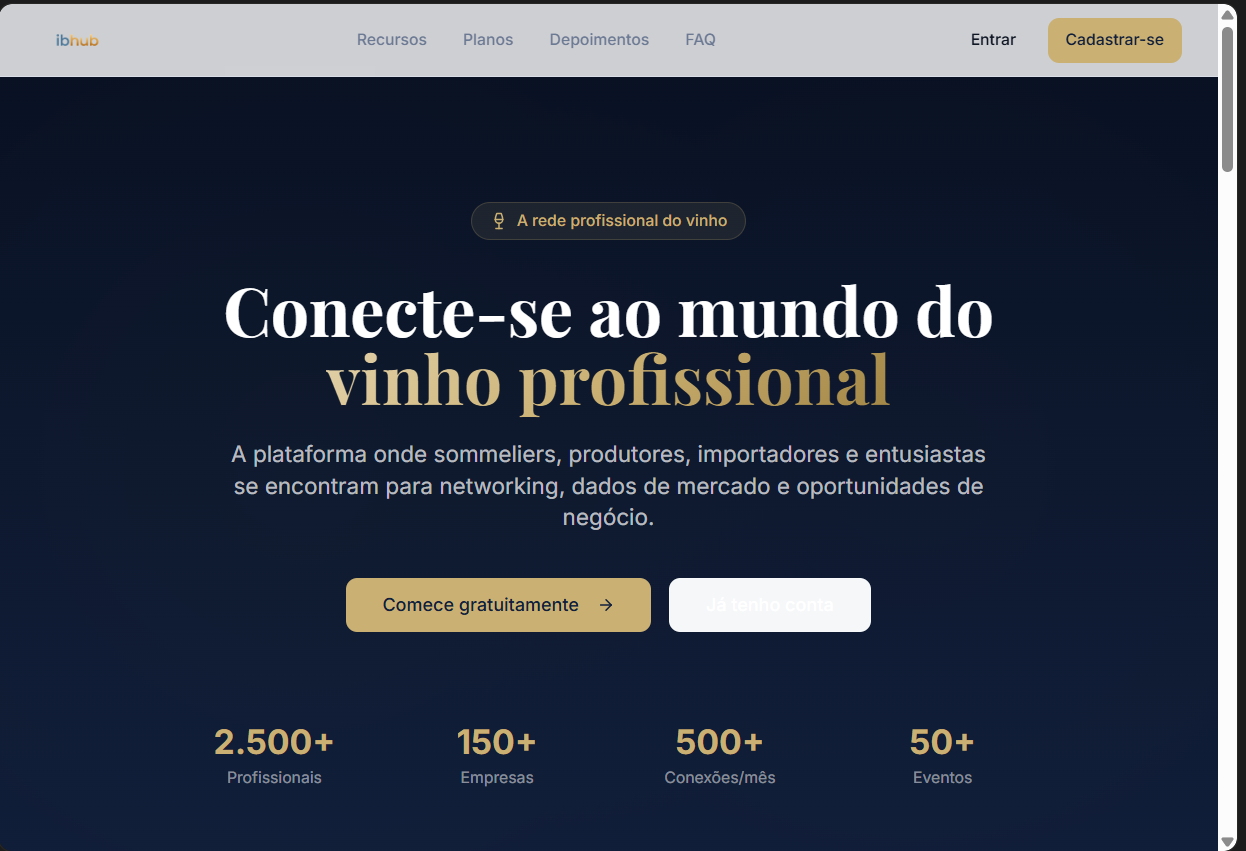 ibhub
Recursos
Planos
Depoimentos
FAQ
Entrar
Cadastrar-se
A rede profissional do vinho
Conecte-se ao mundo do
vinho profissional
A plataforma onde sommeliers, produtores, importadores e entusiastas
se encontram para networking, dados de mercado e oportunidades de
negócio.
Comece gratuitamente →
Já tenho conta
2.500+
Profissionais
150+
Empresas
500+
Conexões/mês
50+
Eventos